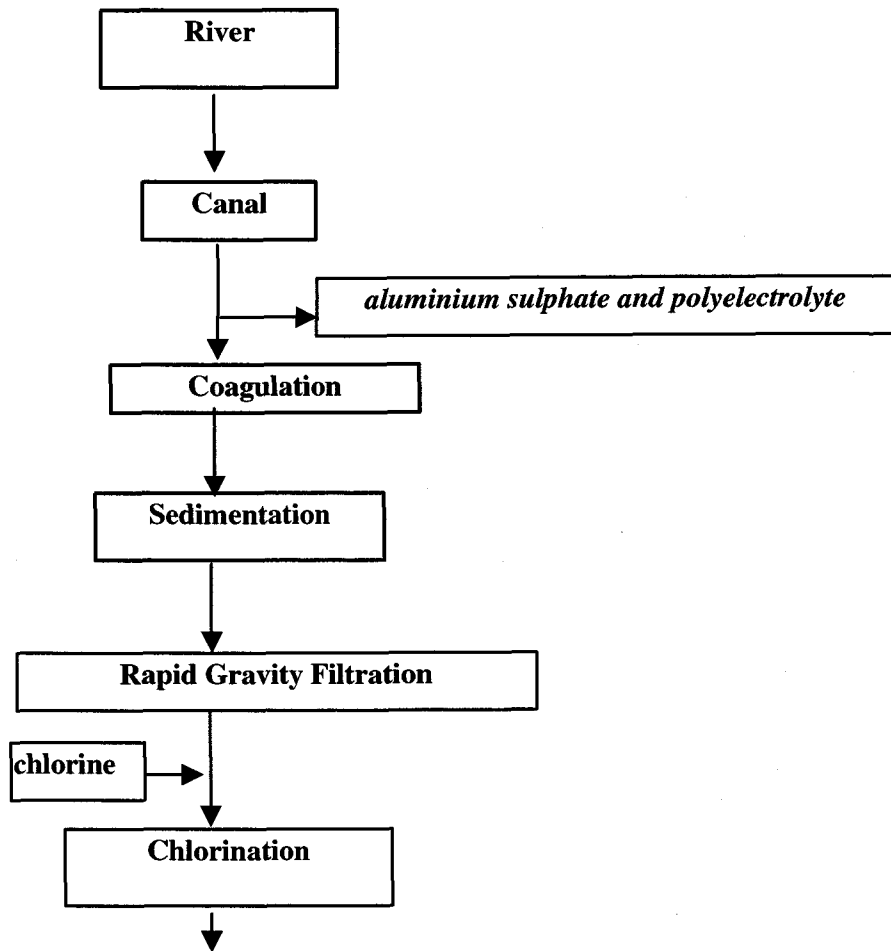 River
Canal
aluminium sulphate and polyelectrolyte
Coagulation
Sedimentation
Rapid Gravity Filtration
chlorine
Chlorination